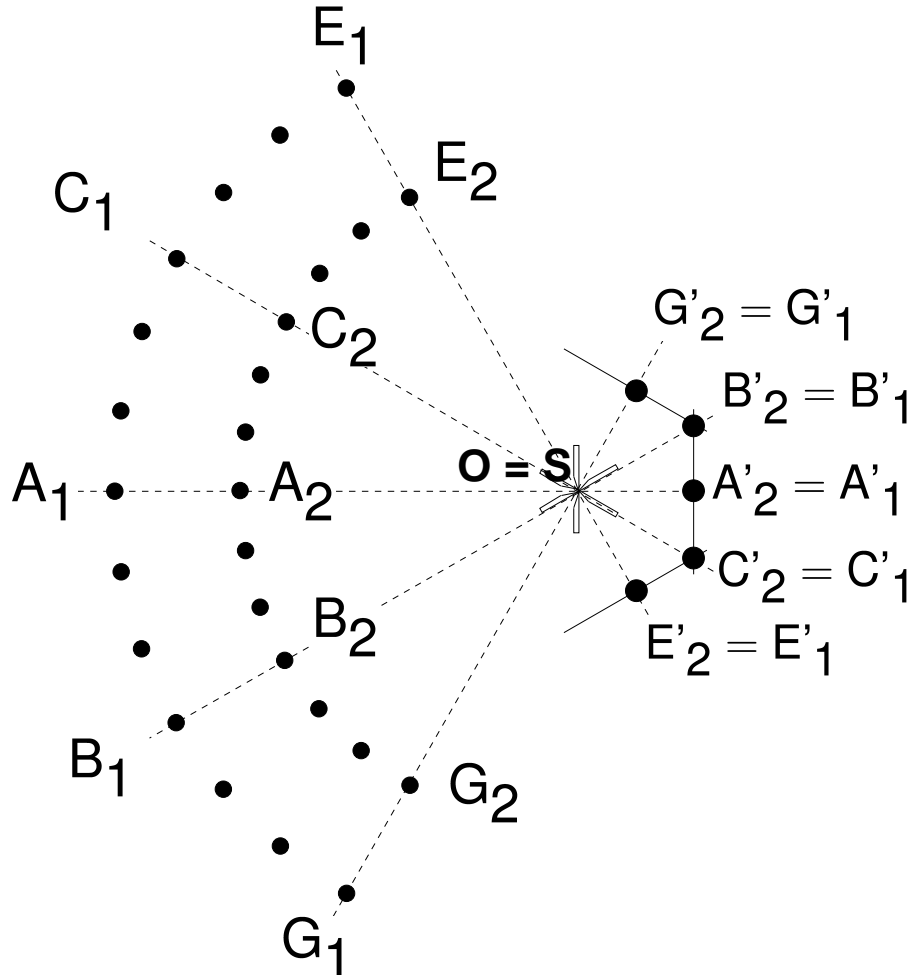 E₁
E₂
C₁
C₂
G'₂ = G'₁
B'₂ = B'₁
O = S
A₁
A₂
A'₂ = A'₁
C'₂ = C'₁
B₂
E'₂ = E'₁
B₁
G₂
G₁